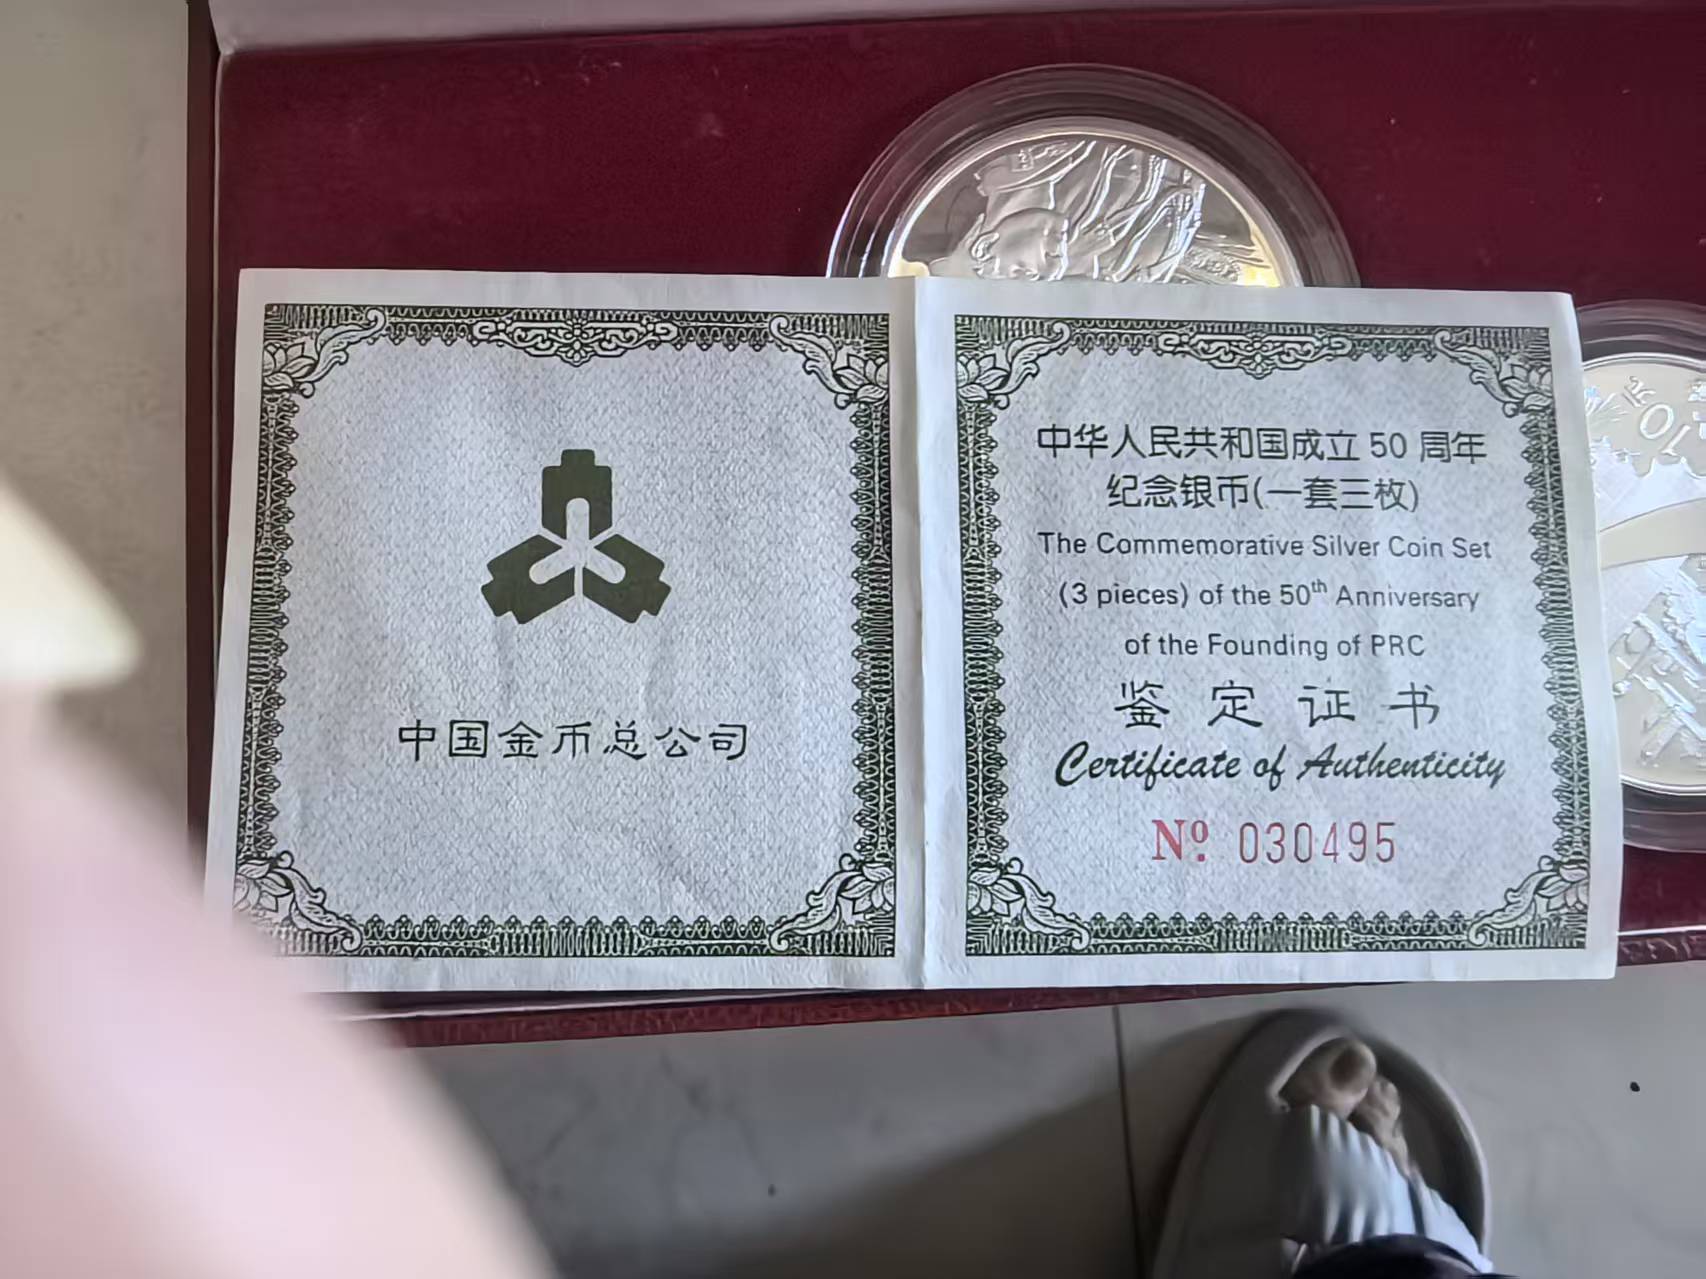 中国金币总公司
中华人民共和国成立 50 周年
纪念银币(一套三枚)
The Commemorative Silver Coin Set
(3 pieces) of the 50th Anniversary
of the Founding of PRC
鉴定证书
Certificate of Authenticity
Nº. 030495
10